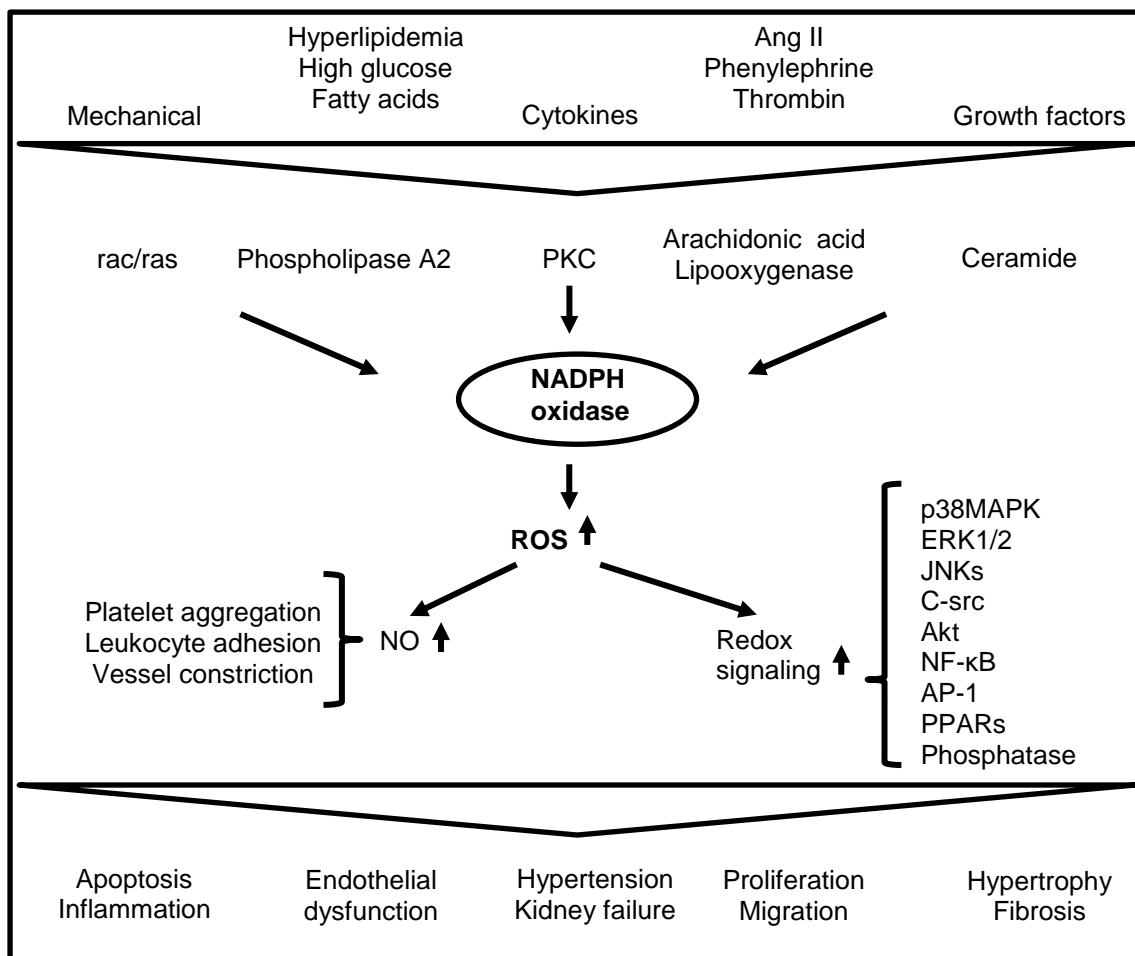 Hyperlipidemia
High glucose
Fatty acids
Ang II
Phenylephrine
Thrombin
Mechanical
Cytokines
Growth factors
rac/ras
Phospholipase A2
PKC
Arachidonic acid
Lipooxygenase
Ceramide
NADPH
oxidase
ROS
Platelet aggregation
Leukocyte adhesion
Vessel constriction
NO
Redox
signaling
p38MAPK
ERK1/2
JNKs
C-src
Akt
NF-κB
AP-1
PPARs
Phosphatase
Apoptosis
Inflammation
Endothelial
dysfunction
Hypertension
Kidney failure
Proliferation
Migration
Hypertrophy
Fibrosis